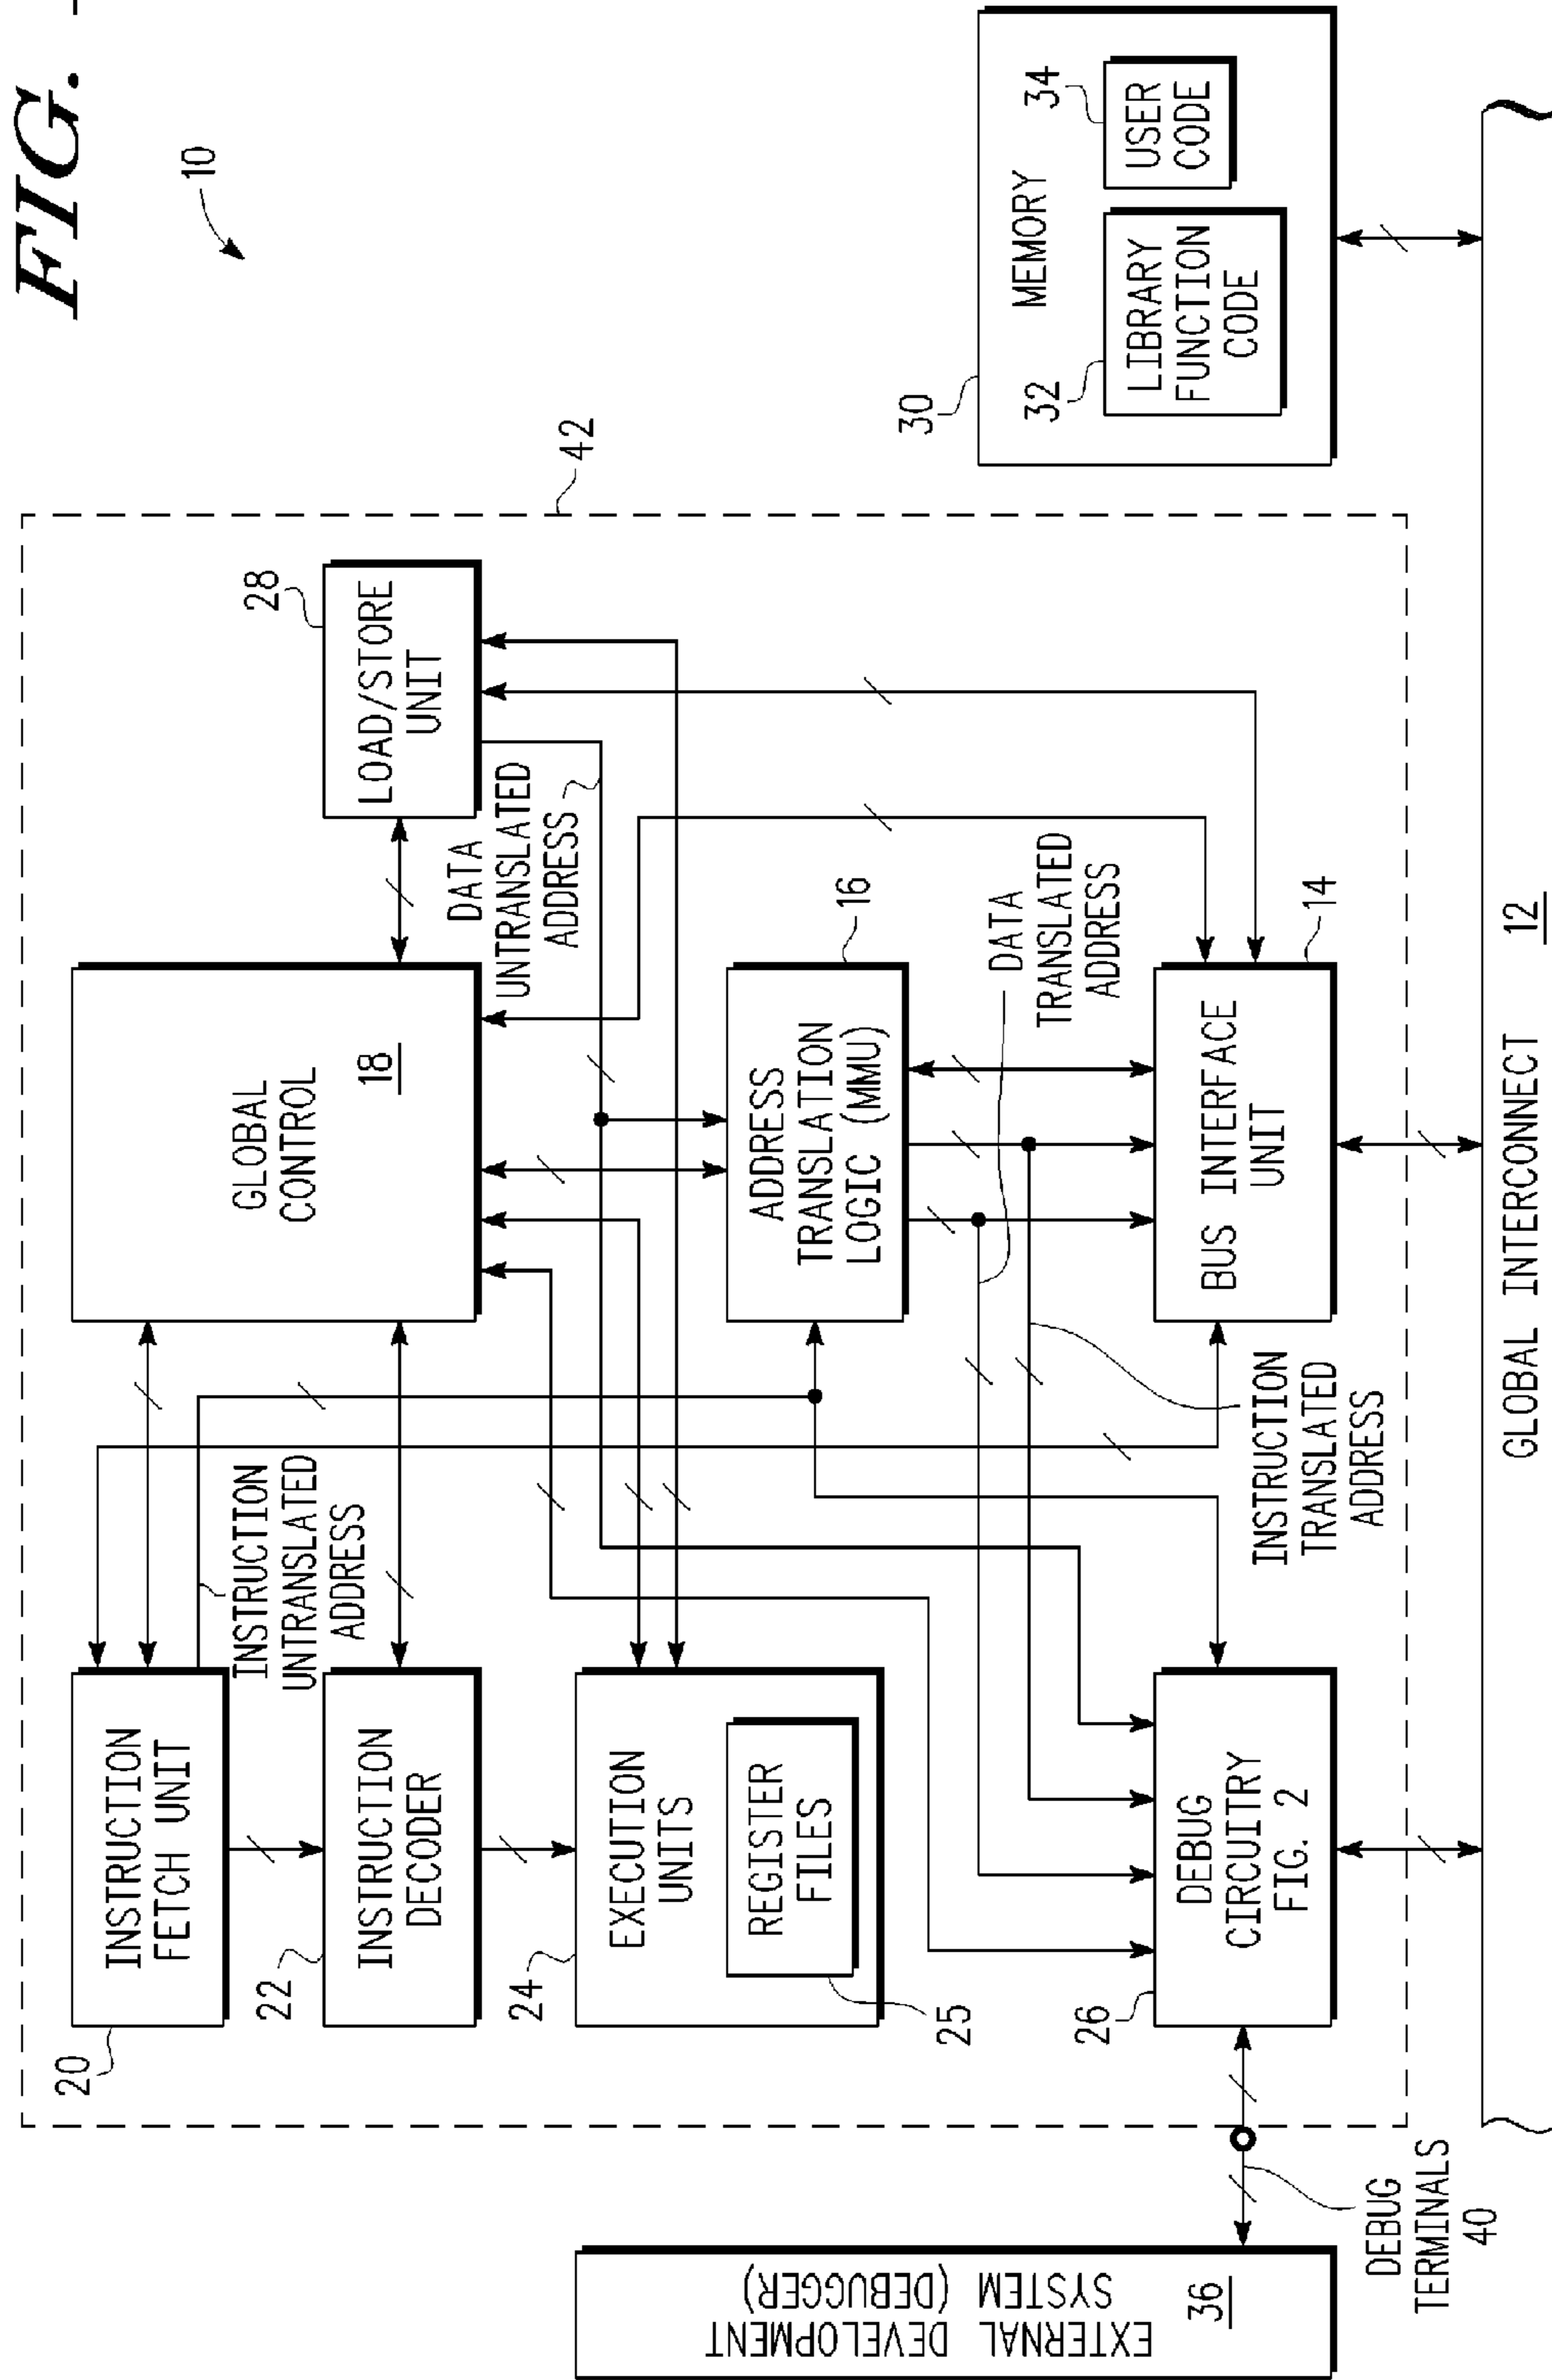 FIG.
10
20
INSTRUCTION
FETCH UNIT
INSTRUCTION
UNTRANSLATED
ADDRESS
22
INSTRUCTION
DECODER
24
EXECUTION
UNITS
REGISTER
FILES
25
GLOBAL
CONTROL
18
28
LOAD/STORE
UNIT
DATA
UNTRANSLATED
ADDRESS
42
ADDRESS
TRANSLATION
LOGIC (MMU)
16
DATA
TRANSLATED
ADDRESS
26
DEBUG
CIRCUITRY
FIG. 2
INSTRUCTION
TRANSLATED
ADDRESS
BUS INTERFACE
UNIT
14
EXTERNAL DEVELOPMENT
SYSTEM (DEBUGGER)
36
DEBUG
TERMINALS
40
30
MEMORY
32
LIBRARY
FUNCTION
CODE
34
USER
CODE
GLOBAL INTERCONNECT 12